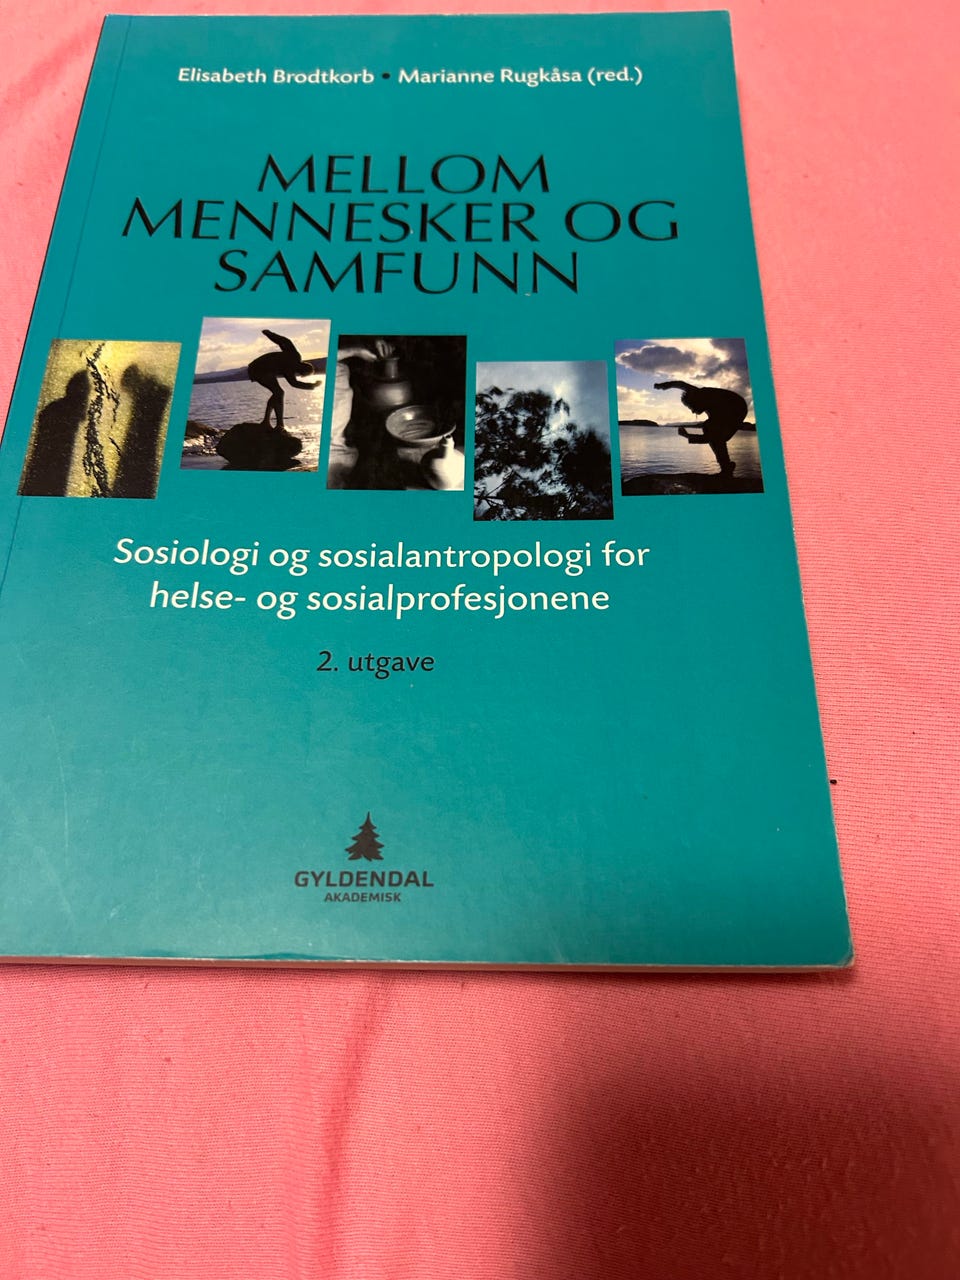 Elisabeth Brodtkorb • Marianne Rugkåsa (red.)
MELLOM
MENNESKER OG
SAMFUNN
Sosiologi og sosialantropologi for
helse- og sosialprofesjonene
2. utgave
GYLDENDAL
AKADEMISK